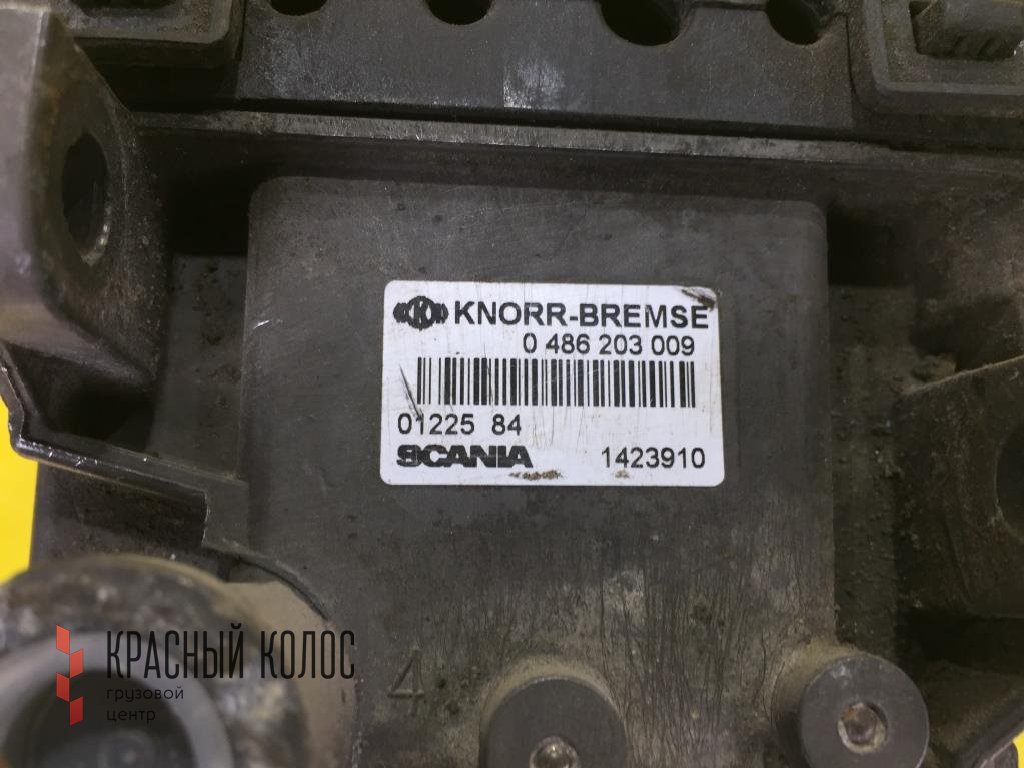 KNORR-BREMSE
0 486 203 009
01225 84
SCANIA 1423910
4
КРАСНЫЙ КОЛОС
грузовой
центр